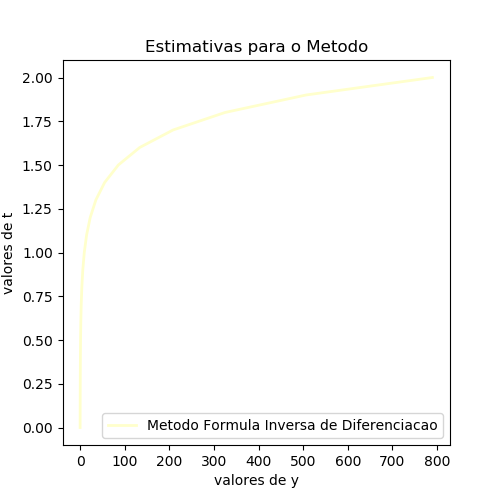 Estimativas para o Metodo
valores de t
2.00
1.75
1.50
1.25
1.00
0.75
0.50
0.25
0.00
Metodo Formula Inversa de Diferenciacao
0 100 200 300 400 500 600 700 800
valores de y